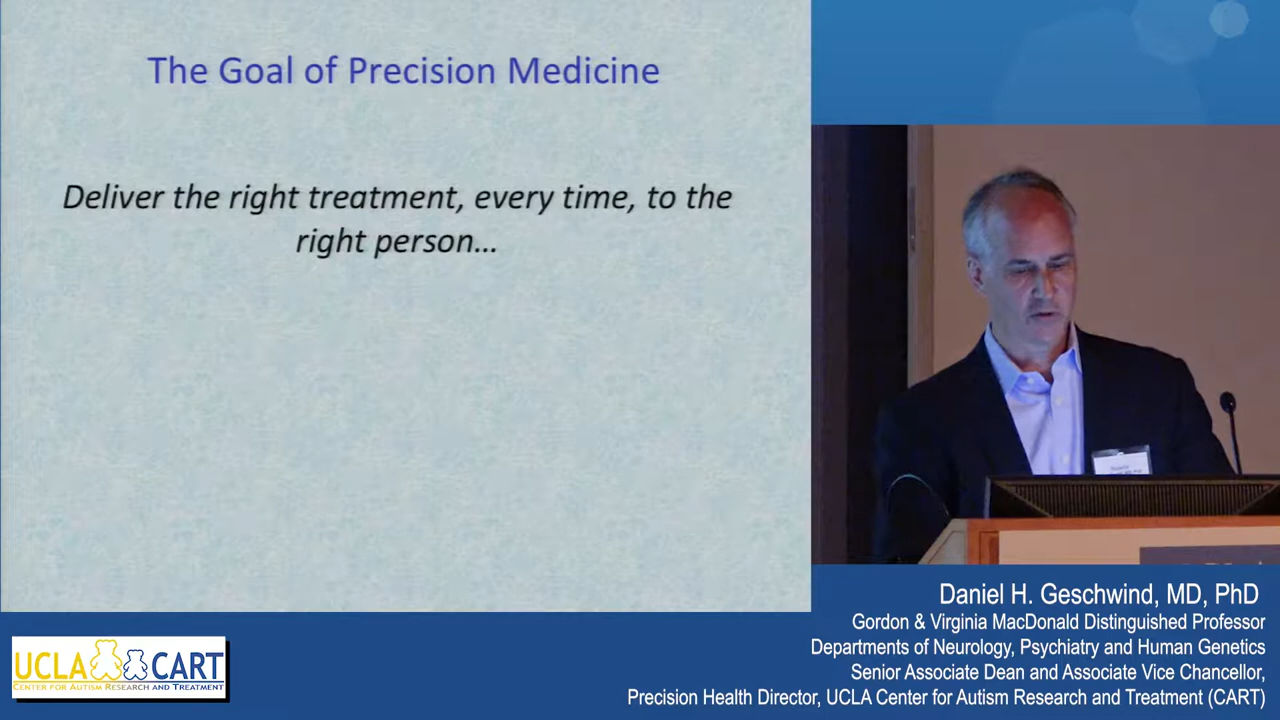 The Goal of Precision Medicine
Deliver the right treatment, every time, to the
right person...
Daniel H. Geschwind, MD, PhD
Gordon & Virginia MacDonald Distinguished Professor
Departments of Neurology, Psychiatry and Human Genetics
Senior Associate Dean and Associate Vice Chancellor,
Precision Health Director, UCLA Center for Autism Research and Treatment (CART)
UCLA CART
CENTER FOR AUTISM RESEARCH AND TREATMENT